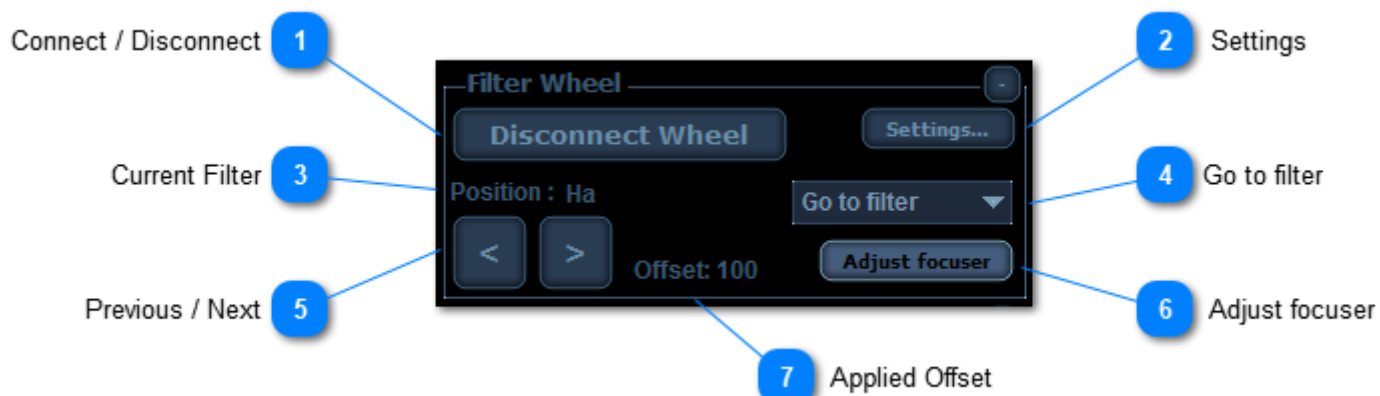 Connect / Disconnect 1
2 Settings
Filter Wheel -
Disconnect Wheel Settings...
Current Filter 3
Position : Ha
Go to filter
4 Go to filter
Previous / Next 5
< >
Offset: 100
Adjust focuser
6 Adjust focuser
7 Applied Offset